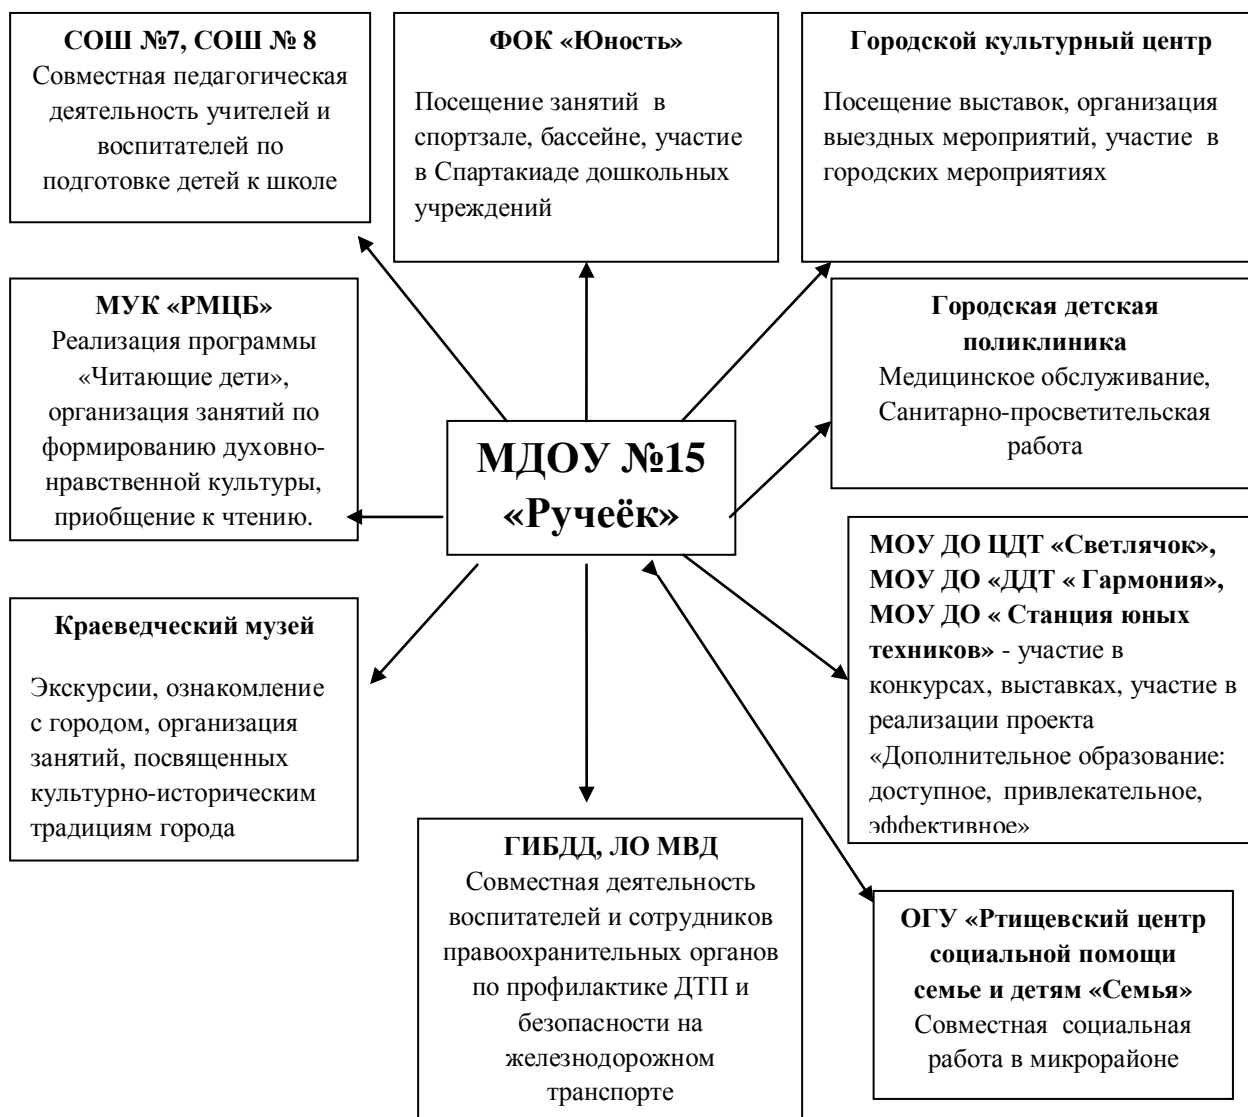 СОШ №7, СОШ № 8
Совместная педагогическая
деятельность учителей и
воспитателей по
подготовке детей к школе
ФОК «Юность»
Посещение занятий в
спортзале, бассейне, участие
в Спартакиаде дошкольных
учреждений
Городской культурный центр
Посещение выставок, организация
выездных мероприятий, участие в
городских мероприятиях
МУК «РМЦБ»
Реализация программы
«Читающие дети»,
организация занятий по
формированию духовно-
нравственной культуры,
приобщение к чтению.
Городская детская
поликлиника
Медицинское обслуживание,
Санитарно-просветительская
работа
МДОУ №15
«Ручеёк»
МОУ ДО ЦДТ «Светлячок»,
МОУ ДО «ДДТ « Гармония»,
МОУ ДО « Станция юных
техников» - участие в
конкурсах, выставках, участие в
реализации проекта
«Дополнительное образование:
доступное, привлекательное,
эффективное»
Краеведческий музей
Экскурсии, ознакомление
с городом, организация
занятий, посвященных
культурно-историческим
традициям города
ГИБДД, ЛО МВД
Совместная деятельность
воспитателей и сотрудников
правоохранительных органов
по профилактике ДТП и
безопасности на
железнодорожном
транспорте
ОГУ «Ртищевский центр
социальной помощи
семье и детям «Семья»
Совместная социальная
работа в микрорайоне